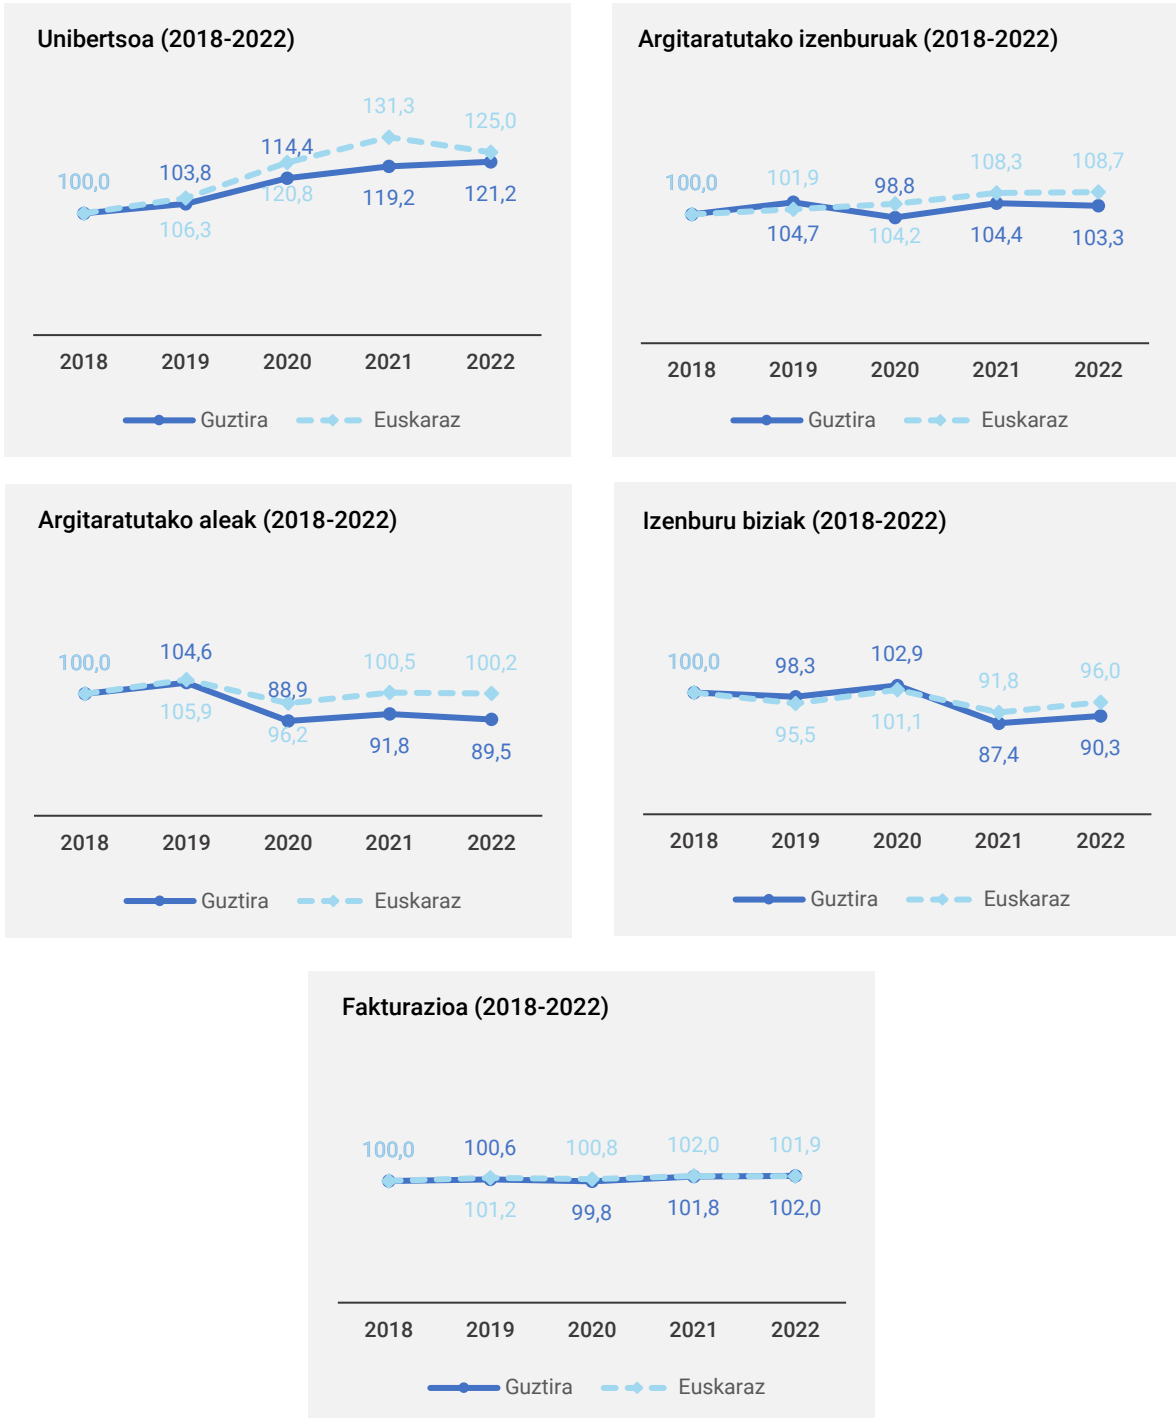 Unibertsoa (2018-2022)
131,3
125,0
114,4
103,8
100,0
120,8
119,2
121,2
106,3
2018 2019 2020 2021 2022
Guztira Euskaraz
Argitaratutako izenburuak (2018-2022)
108,3 108,7
100,0 101,9 98,8
104,7 104,2 104,4 103,3
2018 2019 2020 2021 2022
Guztira Euskaraz
Argitaratutako aleak (2018-2022)
100,0 104,6 100,5 100,2
88,9
105,9 96,2 91,8 89,5
2018 2019 2020 2021 2022
Guztira Euskaraz
Izenburu biziak (2018-2022)
100,0 98,3 102,9 91,8 96,0
95,5 101,1 87,4 90,3
2018 2019 2020 2021 2022
Guztira Euskaraz
Fakturazioa (2018-2022)
100,0 100,6 100,8 102,0 101,9
101,2 99,8 101,8 102,0
2018 2019 2020 2021 2022
Guztira Euskaraz